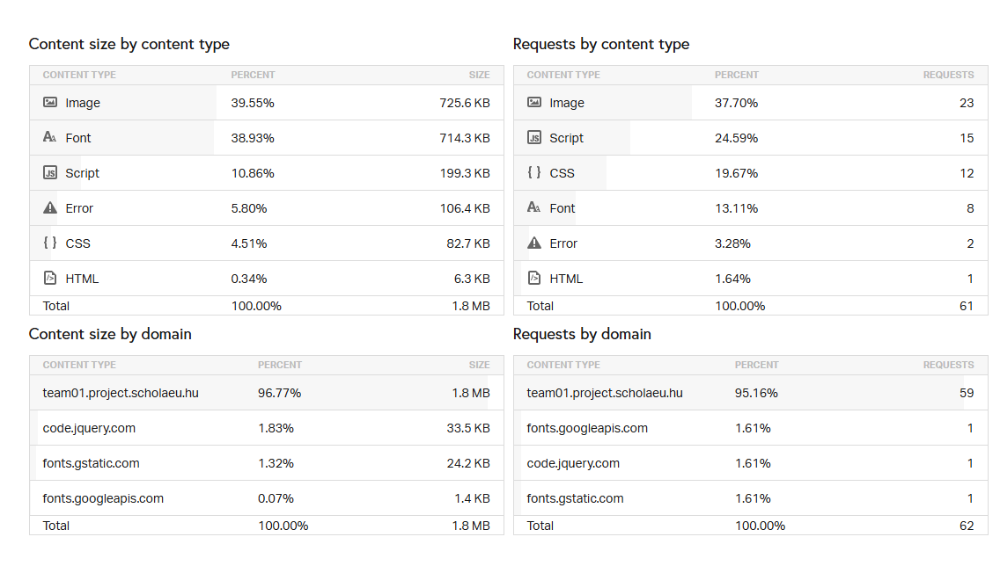 Content size by content type
CONTENT TYPE PERCENT SIZE
Image 39.55% 725.6 KB
Font 38.93% 714.3 KB
Script 10.86% 199.3 KB
Error 5.80% 106.4 KB
CSS 4.51% 82.7 KB
HTML 0.34% 6.3 KB
Total 100.00% 1.8 MB
Requests by content type
CONTENT TYPE PERCENT REQUESTS
Image 37.70% 23
Script 24.59% 15
CSS 19.67% 12
Font 13.11% 8
Error 3.28% 2
HTML 1.64% 1
Total 100.00% 61
Content size by domain
CONTENT TYPE PERCENT SIZE
team01.project.scholaeu.hu 96.77% 1.8 MB
code.jquery.com 1.83% 33.5 KB
fonts.gstatic.com 1.32% 24.2 KB
fonts.googleapis.com 0.07% 1.4 KB
Total 100.00% 1.8 MB
Requests by domain
CONTENT TYPE PERCENT REQUESTS
team01.project.scholaeu.hu 95.16% 59
fonts.googleapis.com 1.61% 1
code.jquery.com 1.61% 1
fonts.gstatic.com 1.61% 1
Total 100.00% 62